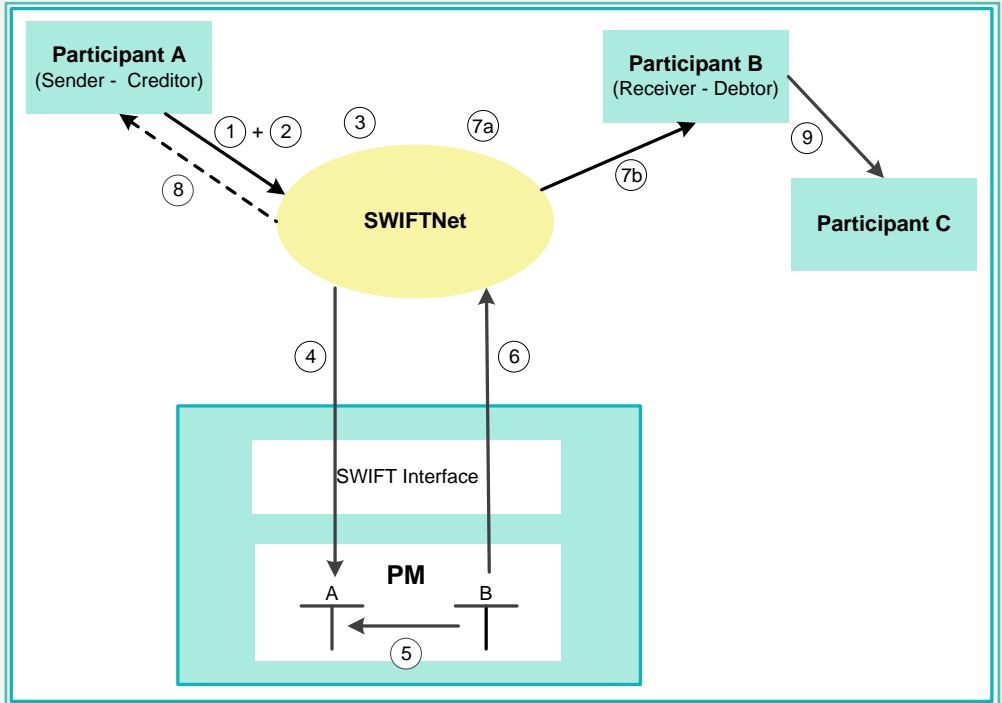 Participant A
(Sender -  Creditor)
Participant B
(Receiver - Debtor)
1 + 2
3
7a
9
8
7b
SWIFTNet
Participant C
4
6
SWIFT Interface
PM
A
B
5